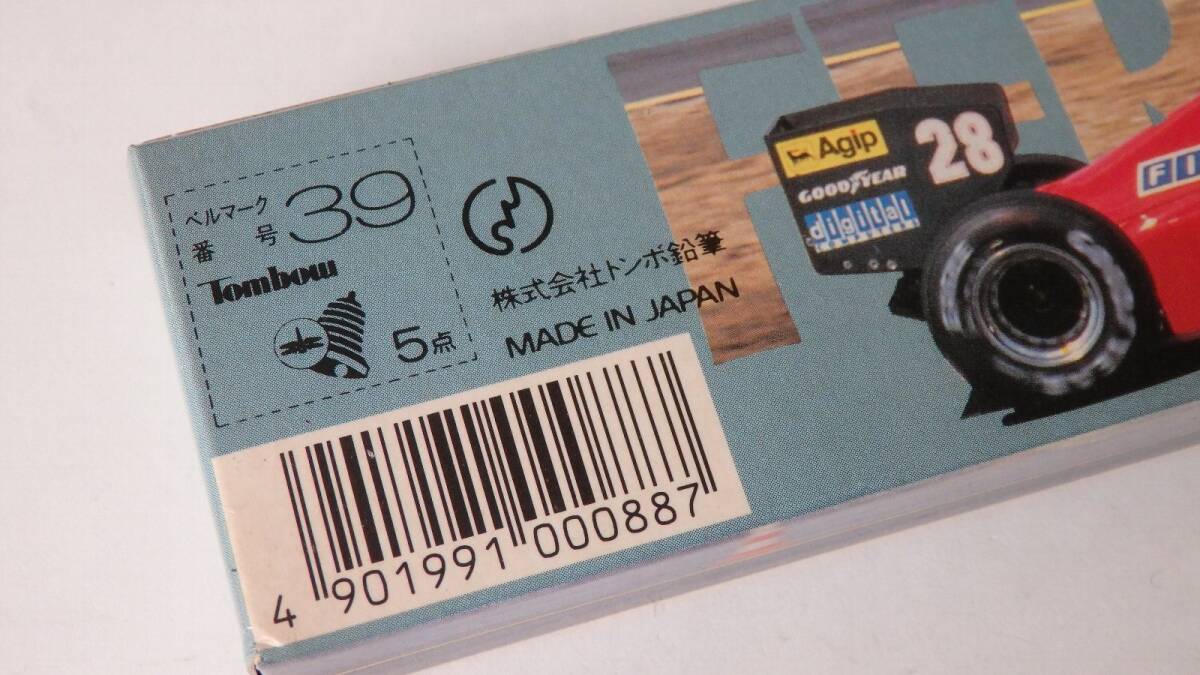 ベルマーク
番 号 39
Tombow
5点
株式会社トンボ鉛筆
MADE IN JAPAN
4 901991 000887
Agip
28
GOODYEAR
digital